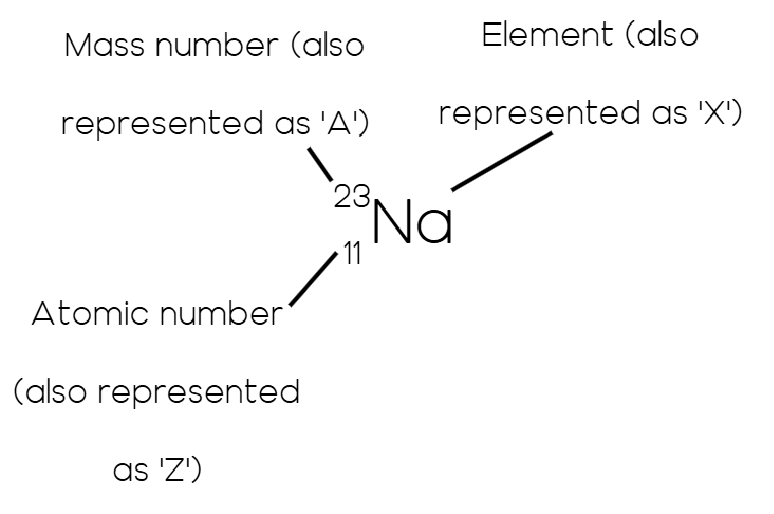 Mass number (also
represented as 'A')
Element (also
represented as 'X')
23
Na
11
Atomic number
(also represented
as 'Z')